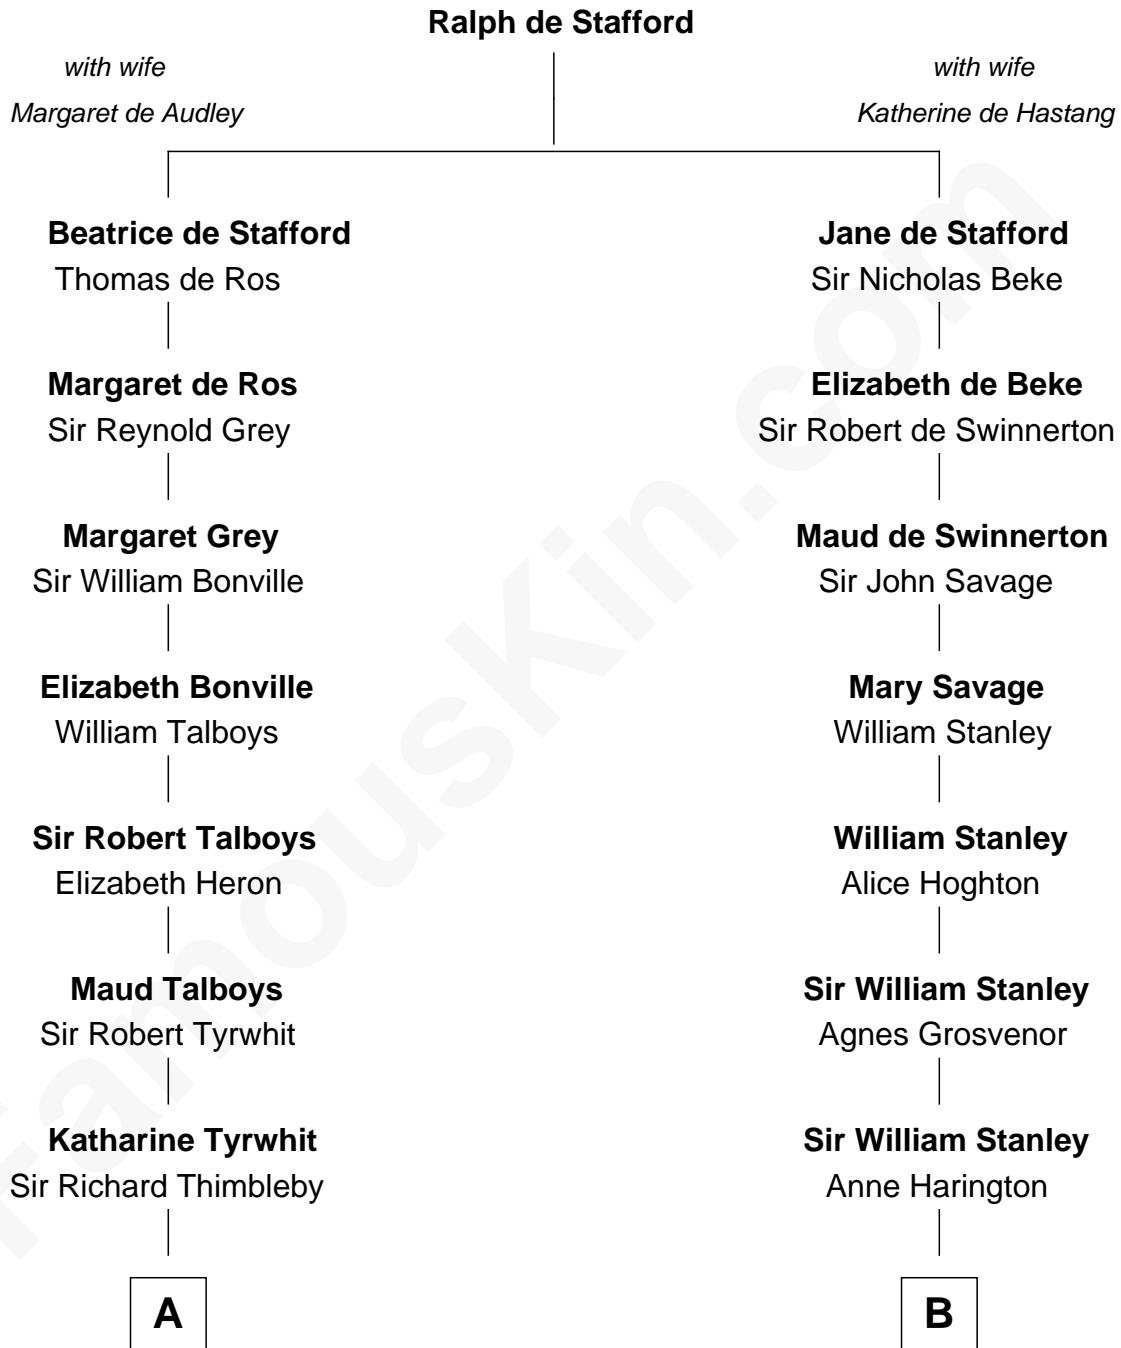 Ralph de Stafford
with wife
Margaret de Audley
with wife
Katherine de Hastang
Beatrice de Stafford
Thomas de Ros
Jane de Stafford
Sir Nicholas Beke
Margaret de Ros
Sir Reynold Grey
Elizabeth de Beke
Sir Robert de Swinnerton
Margaret Grey
Sir William Bonville
Maud de Swinnerton
Sir John Savage
Elizabeth Bonville
William Talboys
Mary Savage
William Stanley
Sir Robert Talboys
Elizabeth Heron
William Stanley
Alice Hoghton
Maud Talboys
Sir Robert Tyrwhit
Sir William Stanley
Agnes Grosvenor
Katharine Tyrwhit
Sir Richard Thimbleby
Sir William Stanley
Anne Harington
A
B
FamousKin.com